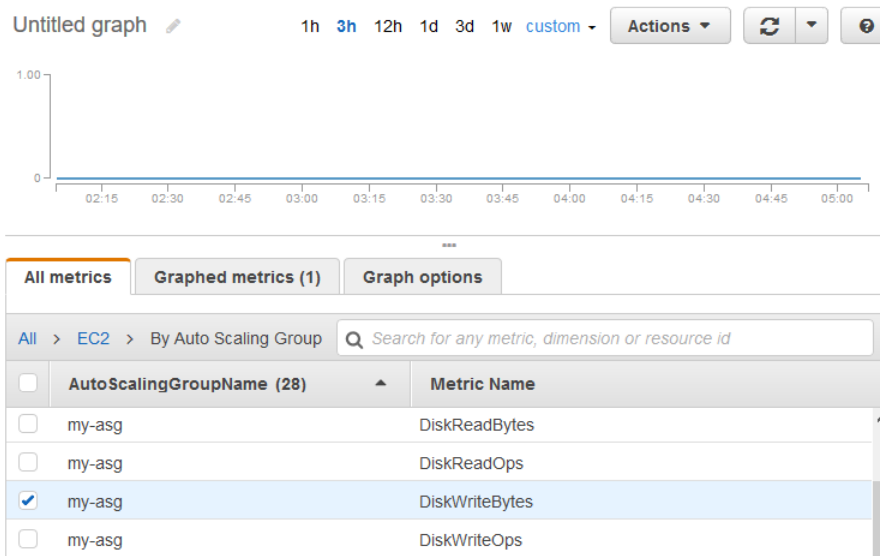 Untitled graph 1h 3h 12h 1d 3d 1w custom Actions
1.00
0
02:15 02:30 02:45 03:00 03:15 03:30 03:45 04:00 04:15 04:30 04:45 05:00
All metrics Graphed metrics (1) Graph options
All > EC2 > By Auto Scaling Group Search for any metric, dimension or resource id
AutoScalingGroupName (28) Metric Name
my-asg DiskReadBytes
my-asg DiskReadOps
my-asg DiskWriteBytes
my-asg DiskWriteOps